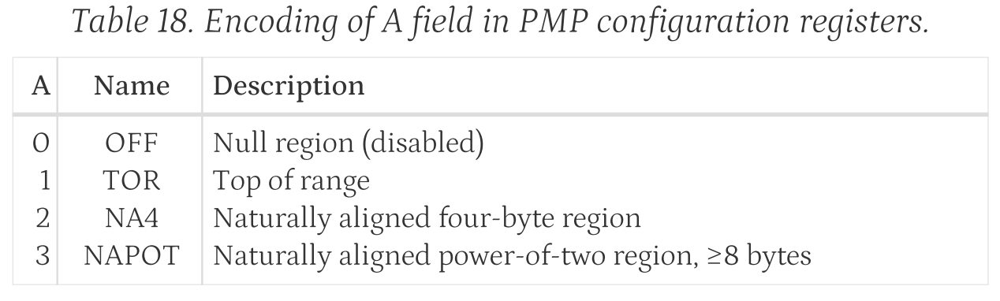 Table 18. Encoding of A field in PMP configuration registers.
A Name Description
0 OFF Null region (disabled)
1 TOR Top of range
2 NA4 Naturally aligned four-byte region
3 NAPOT Naturally aligned power-of-two region, ≥8 bytes